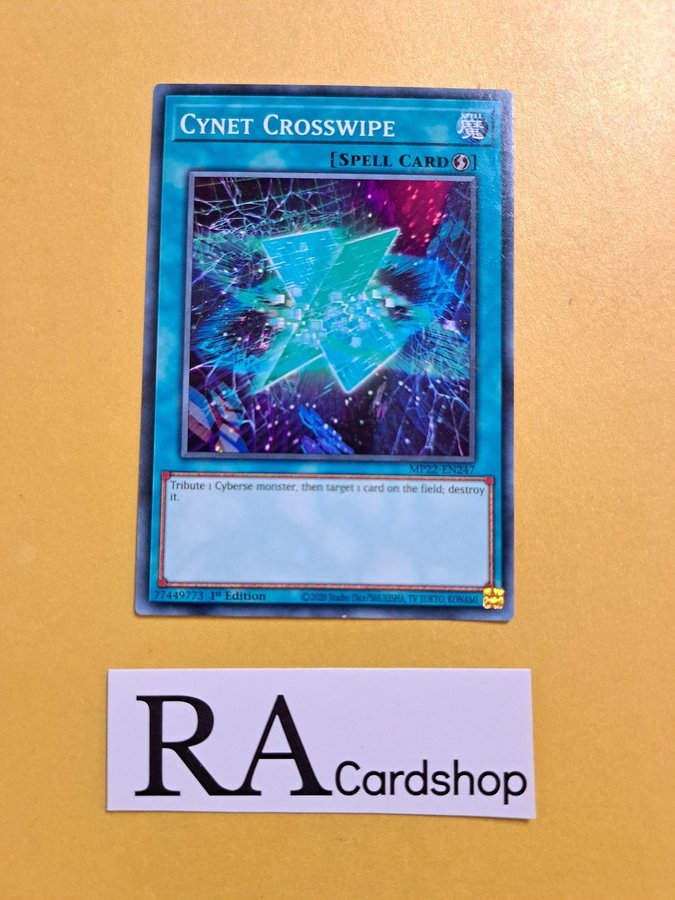 CYNET CROSSWIPE
SPELL
魔
[SPELL CARD]
MP22-EN247
Tribute 1 Cyberse monster, then target 1 card on the field; destroy
it.
77449773 1st Edition ©2020 Studio Dice/SHUEISHA, TV TOKYO, KONAMI
RA Cardshop